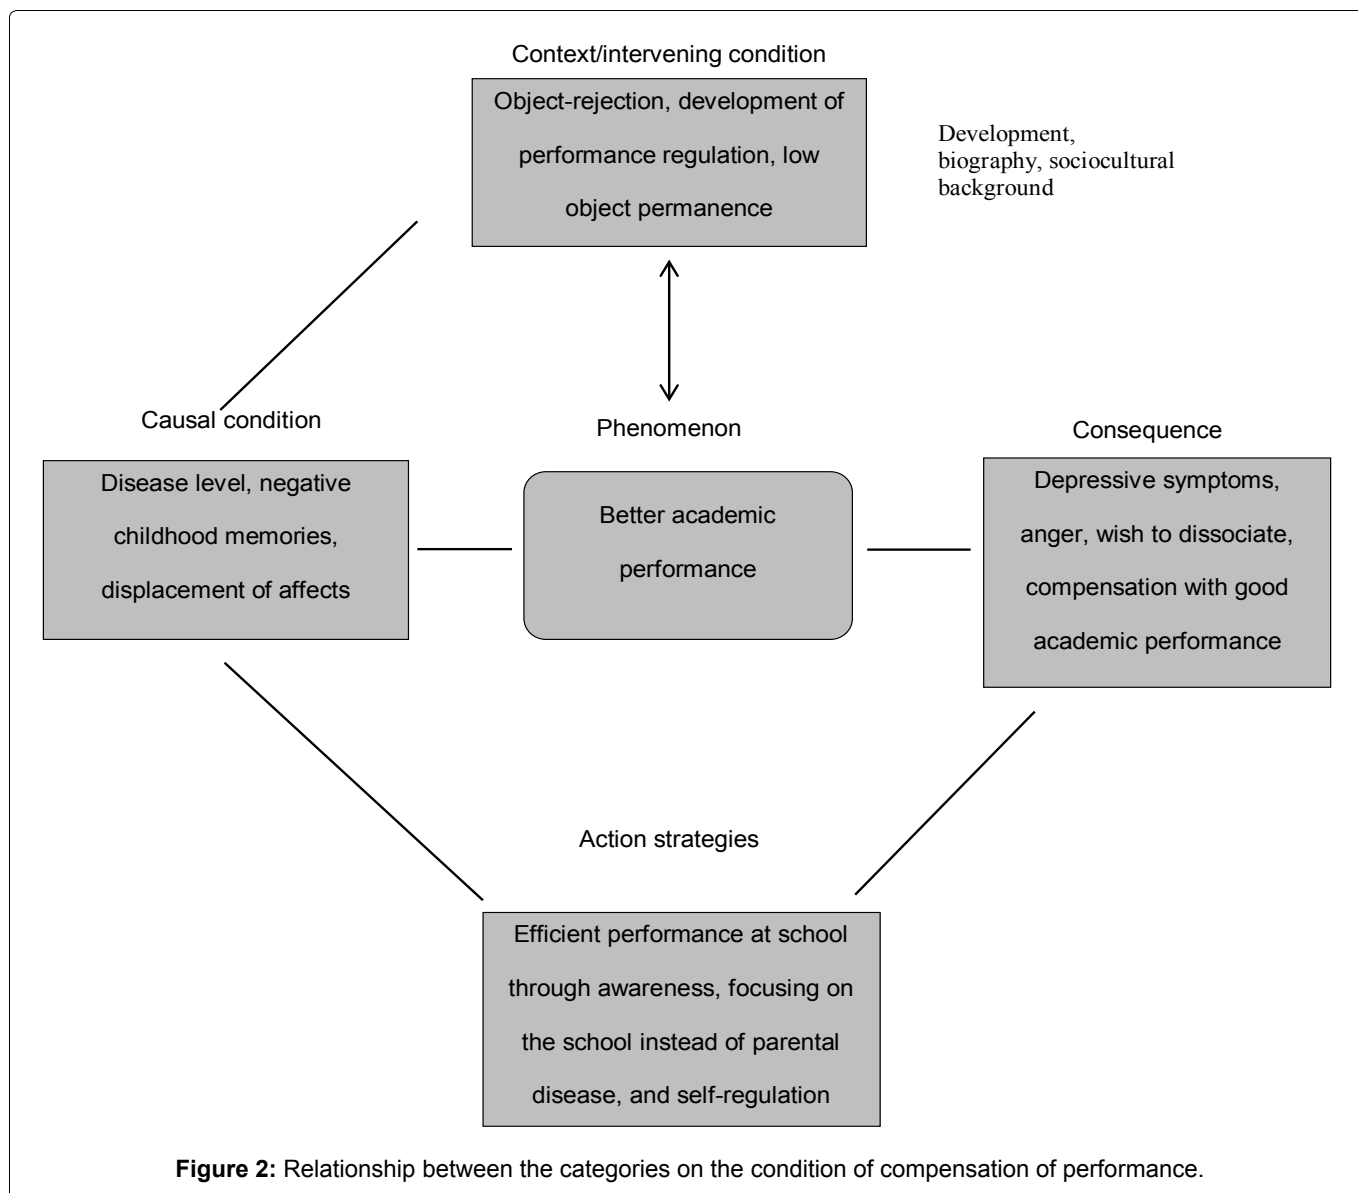 Context/intervening condition
Object-rejection, development of
performance regulation, low
object permanence
Development,
biography, sociocultural
background
Causal condition
Disease level, negative
childhood memories,
displacement of affects
Phenomenon
Better academic
performance
Consequence
Depressive symptoms,
anger, wish to dissociate,
compensation with good
academic performance
Action strategies
Efficient performance at school
through awareness, focusing on
the school instead of parental
disease, and self-regulation
Figure 2: Relationship between the categories on the condition of compensation of performance.